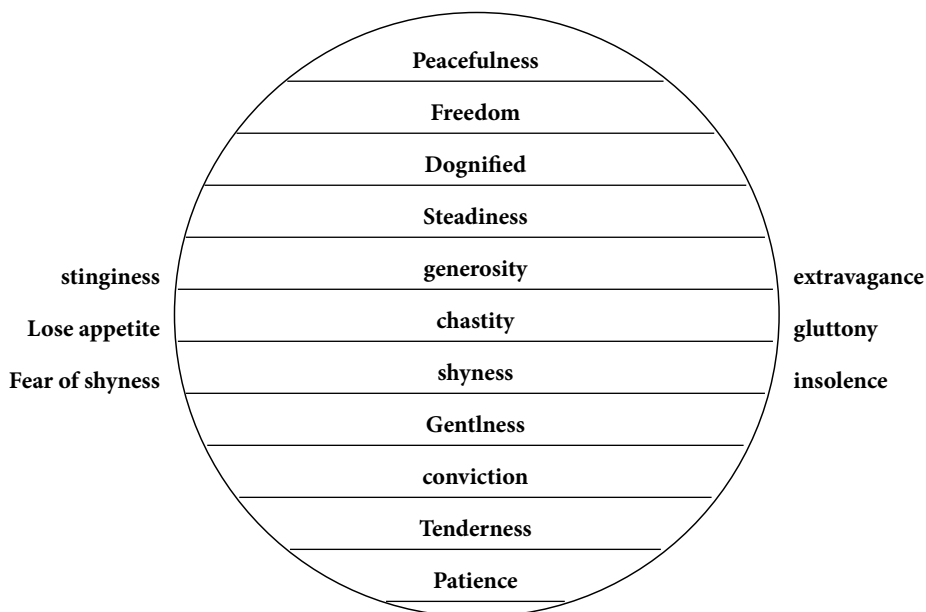 Peacefulness
Freedom
Dognified
Steadiness
stinginess generosity extravagance
Lose appetite chastity gluttony
Fear of shyness shyness insolence
Gentlness
conviction
Tenderness
Patience